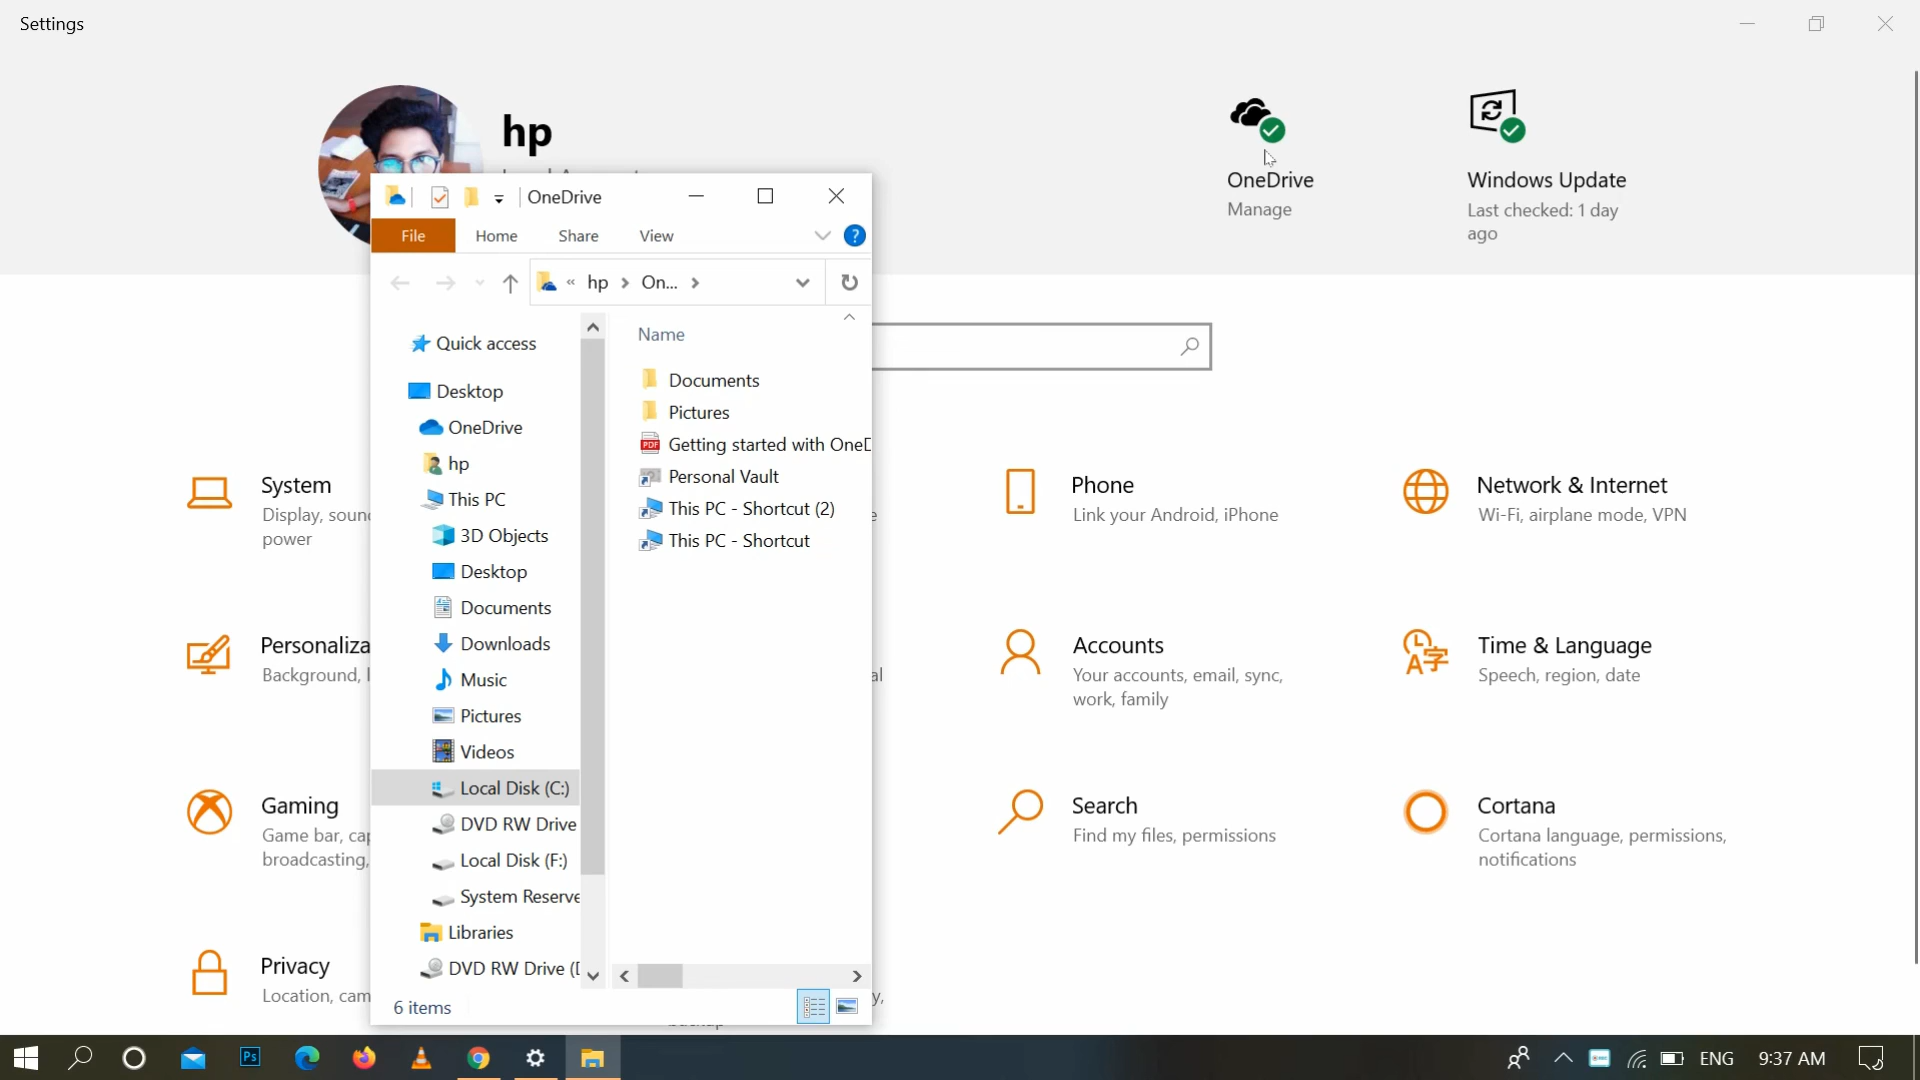 Settings
hp
OneDrive
Manage
Windows Update
Last checked: 1 day
ago
OneDrive
File
Home
Share
View
?
« hp > On... >
Quick access
Desktop
OneDrive
hp
This PC
3D Objects
Desktop
Documents
Downloads
Music
Pictures
Videos
Local Disk (C:)
DVD RW Drive
Local Disk (F:)
System Reserve
Libraries
DVD RW Drive (D
Name
Documents
Pictures
PDF Getting started with OneD
Personal Vault
This PC - Shortcut (2)
This PC - Shortcut
6 items
System
Display, soun
power
Phone
Link your Android, iPhone
Network & Internet
Wi-Fi, airplane mode, VPN
Personaliza
Background,
Accounts
Your accounts, email, sync,
work, family
Time & Language
Speech, region, date
Gaming
Game bar, cap
broadcasting,
Search
Find my files, permissions
Cortana
Cortana language, permissions,
notifications
Privacy
Location, cam
Ps
ENG
9:37 AM